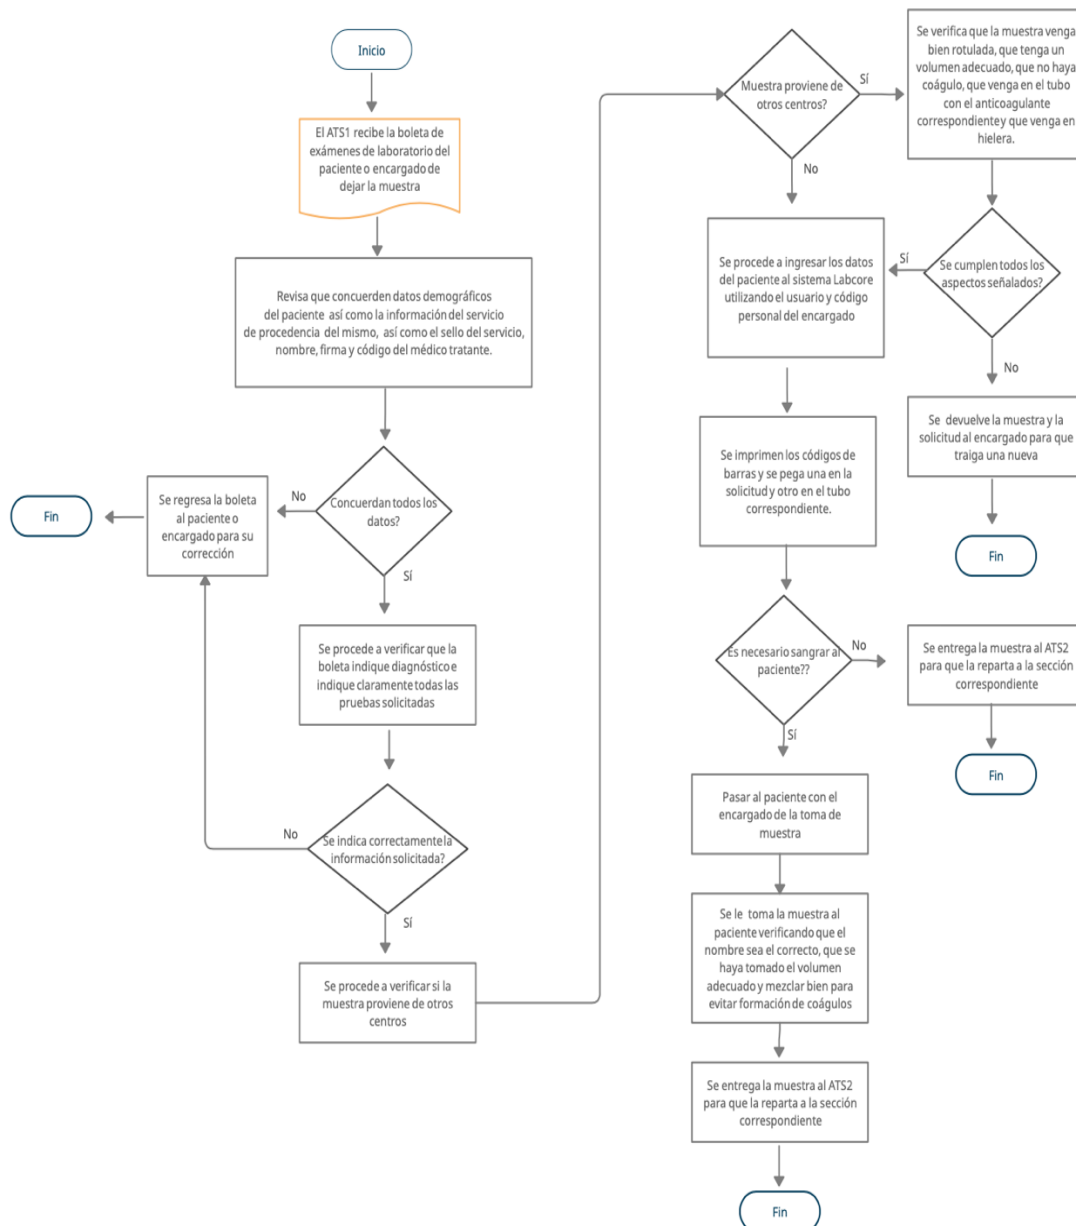 Inicio
El ATS1 recibe la boleta de
exámenes de laboratorio del
paciente o encargado de
dejar la muestra
Revisa que concuerden datos demográficos
del paciente así como la información del servicio
de procedencia del mismo, así como el sello del servicio,
nombre, firma y código del médico tratante.
Concuerdan todos los
datos?
No
Se regresa la boleta
al paciente o
encargado para su
corrección
Fin
Sí
Se procede a verificar que la
boleta indique diagnóstico e
indique claramente todas las
pruebas solicitadas
Se indica correctamente la
información solicitada?
No
Sí
Se procede a verificar si la
muestra proviene de otros
centros
Muestra proviene de
otros centros?
Sí
Se verifica que la muestra venga
bien rotulada, que tenga un
volumen adecuado, que no haya
coágulo, que venga en el tubo
con el anticoagulante
correspondiente y que venga en
hielera.
No
Se cumplen todos los
aspectos señalados?
Sí
No
Se devuelve la muestra y la
solicitud al encargado para que
traiga una nueva
Fin
Se procede a ingresar los datos
del paciente al sistema Labcore
utilizando el usuario y código
personal del encargado
Se imprimen los códigos de
barras y se pega una en la
solicitud y otro en el tubo
correspondiente.
Es necesario sangrar al
paciente??
No
Se entrega la muestra al ATS2
para que la reparta a la sección
correspondiente
Fin
Sí
Pasar al paciente con el
encargado de la toma de
muestra
Se le toma la muestra al
paciente verificando que el
nombre sea el correcto, que se
haya tomado el volumen
adecuado y mezclar bien para
evitar formación de coágulos
Se entrega la muestra al ATS2
para que la reparta a la sección
correspondiente
Fin